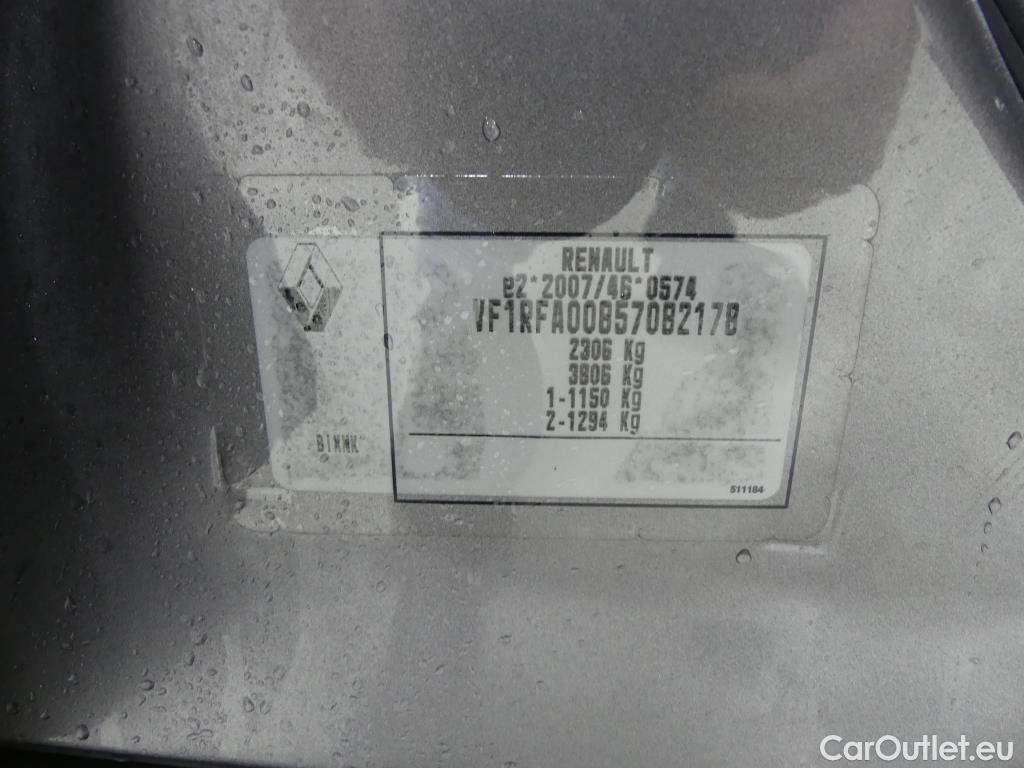 RENAULT
e2*2007/46*0574
VF1RFA00857082178
2306 Kg
3806 Kg
1-1150 Kg
2-1294 Kg
511184
CarOutlet.eu